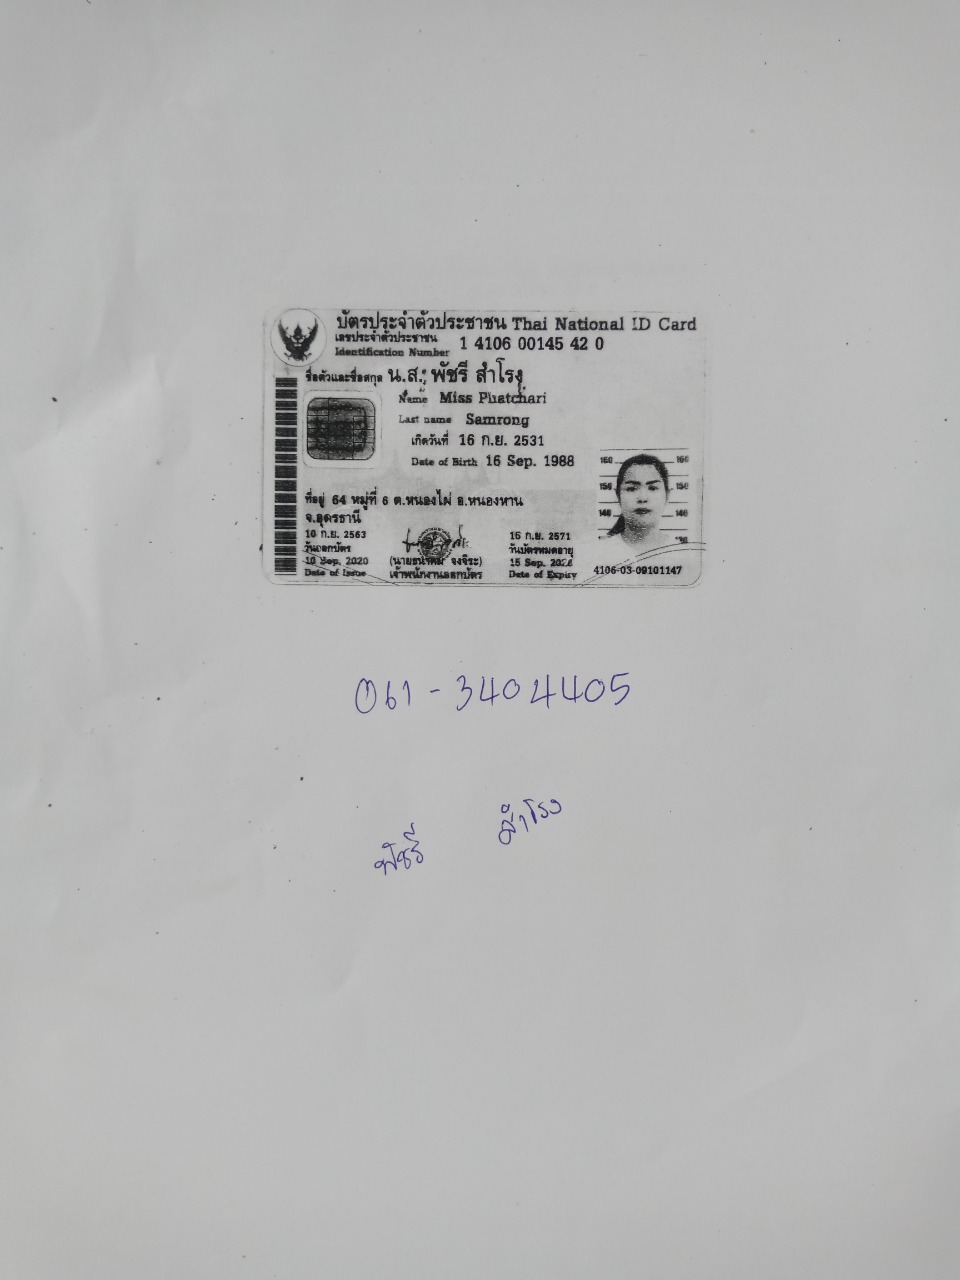 บัตรประจำตัวประชาชน Thai National ID Card
เลขประจำตัวประชาชน
Identification Number 1 4106 00145 42 0
ชื่อตัวและชื่อสกุล น.ส. พัชรี สำโรง
Name Miss Phatchari
Last name Samrong
เกิดวันที่ 16 ก.ย. 2531
Date of Birth 16 Sep. 1988
ที่อยู่ 64 หมู่ที่ 6 ต.หนองไผ่ อ.หนองหาน
จ.อุดรธานี
10 ก.ย. 2563
วันออกบัตร
10 Sep. 2020
Date of Issue
เจ้าพนักงานออกบัตร
15 ก.ย. 2571
วันบัตรหมดอายุ
15 Sep.
Date of Expiry
160 160
150 150
140 140
4106-03-09101147
061-3404405
พัชรี สำโรง